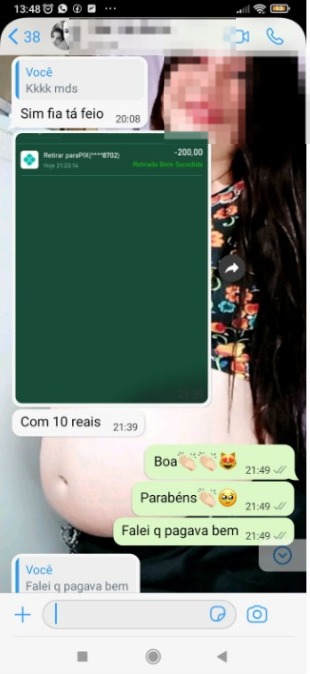 13:48
38
Você
Kkkk mds
Sim fia tá feio 20:08
Retirar paraPIX(****8702) -200,00
Hoje 21:23:14 Retirada Bem Sucedida
Com 10 reais 21:39
Boa 👏🏻👏🏻😻 21:49
Parabéns 👏🏻🥹 21:49
Falei q pagava bem 21:49
Você
Falei q pagava bem